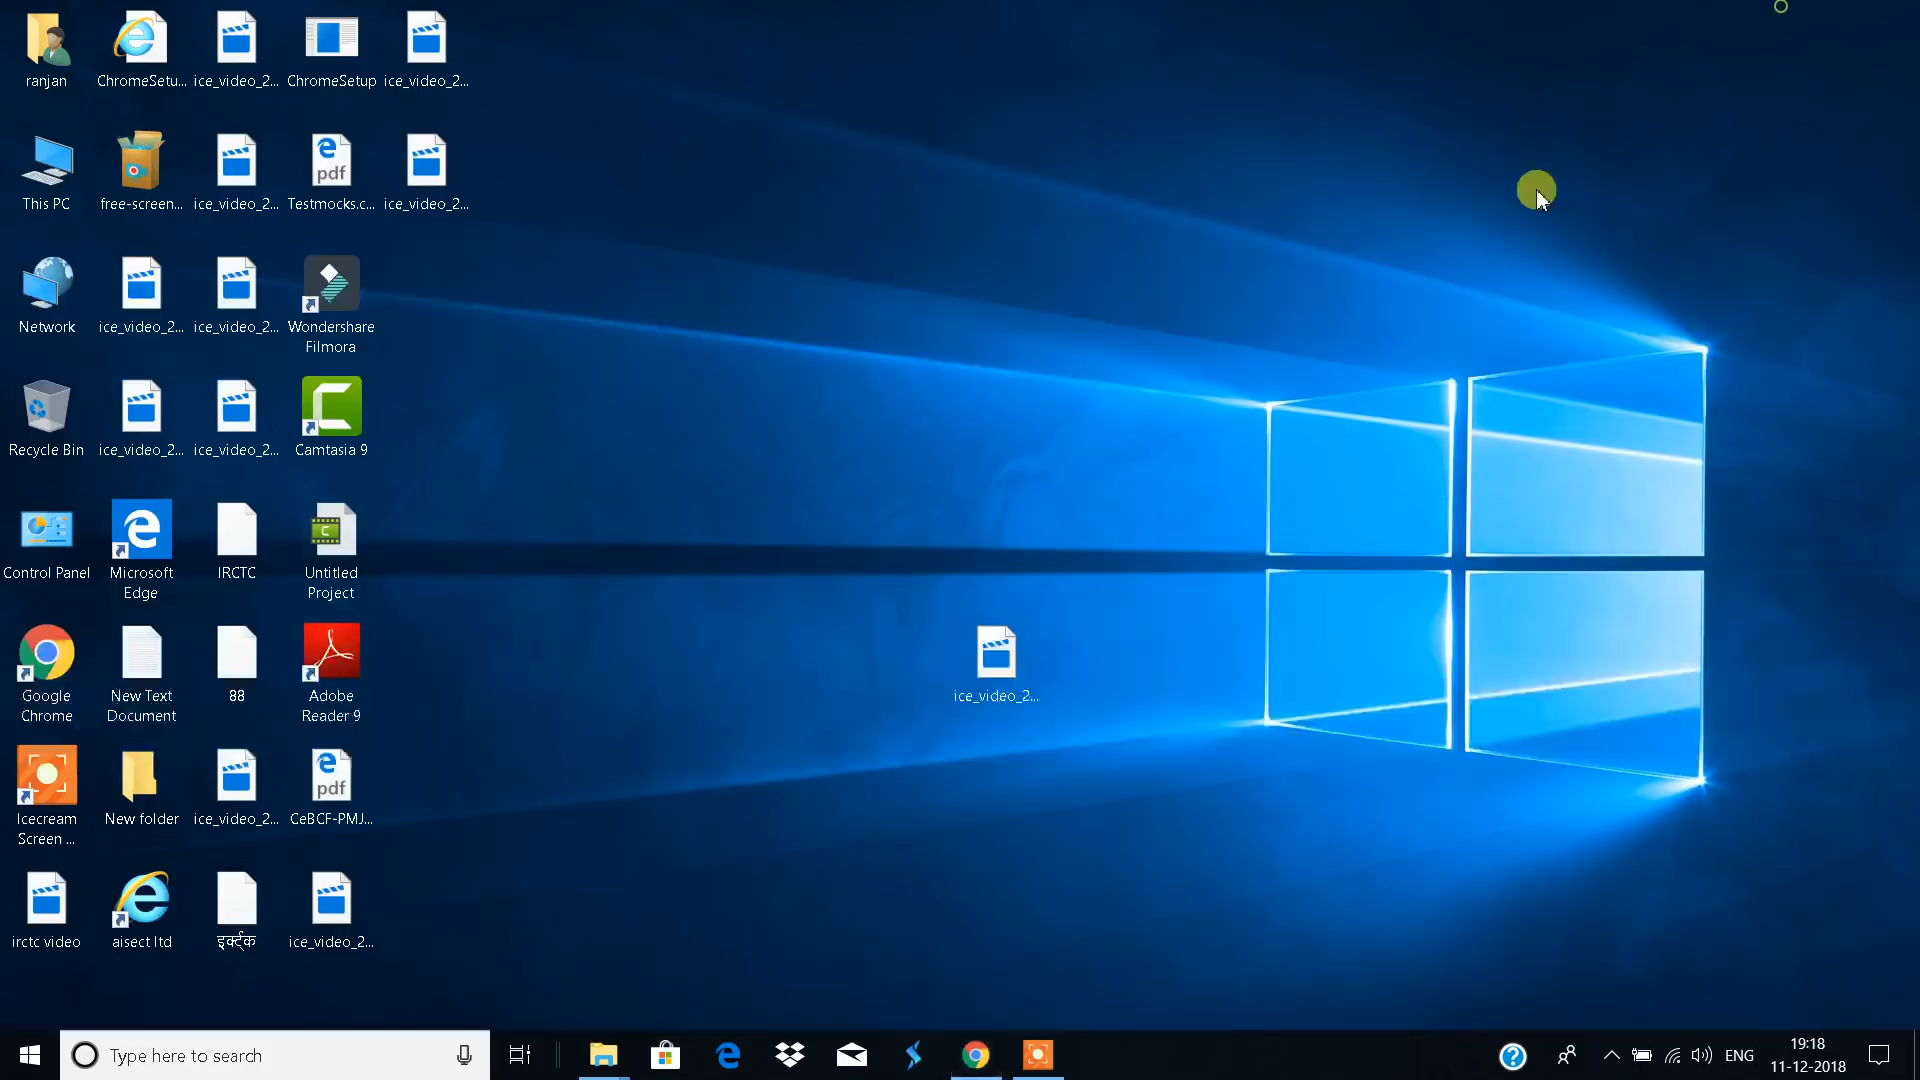 ranjan
ChromeSetu...
ice_video_2...
ChromeSetup
ice_video_2...
This PC
free-screen...
ice_video_2...
pdf
Testmocks.c...
ice_video_2...
Network
ice_video_2...
ice_video_2...
Wondershare
Filmora
Recycle Bin
ice_video_2...
ice_video_2...
Camtasia 9
Control Panel
Microsoft
Edge
IRCTC
Untitled
Project
Google
Chrome
New Text
Document
88
Adobe
Reader 9
ice_video_2...
Icecream
Screen ...
New folder
ice_video_2...
pdf
CeBCF-PMJ...
irctc video
aisect ltd
इर्क्ट्क
ice_video_2...
Type here to search
ENG
19:18
11-12-2018